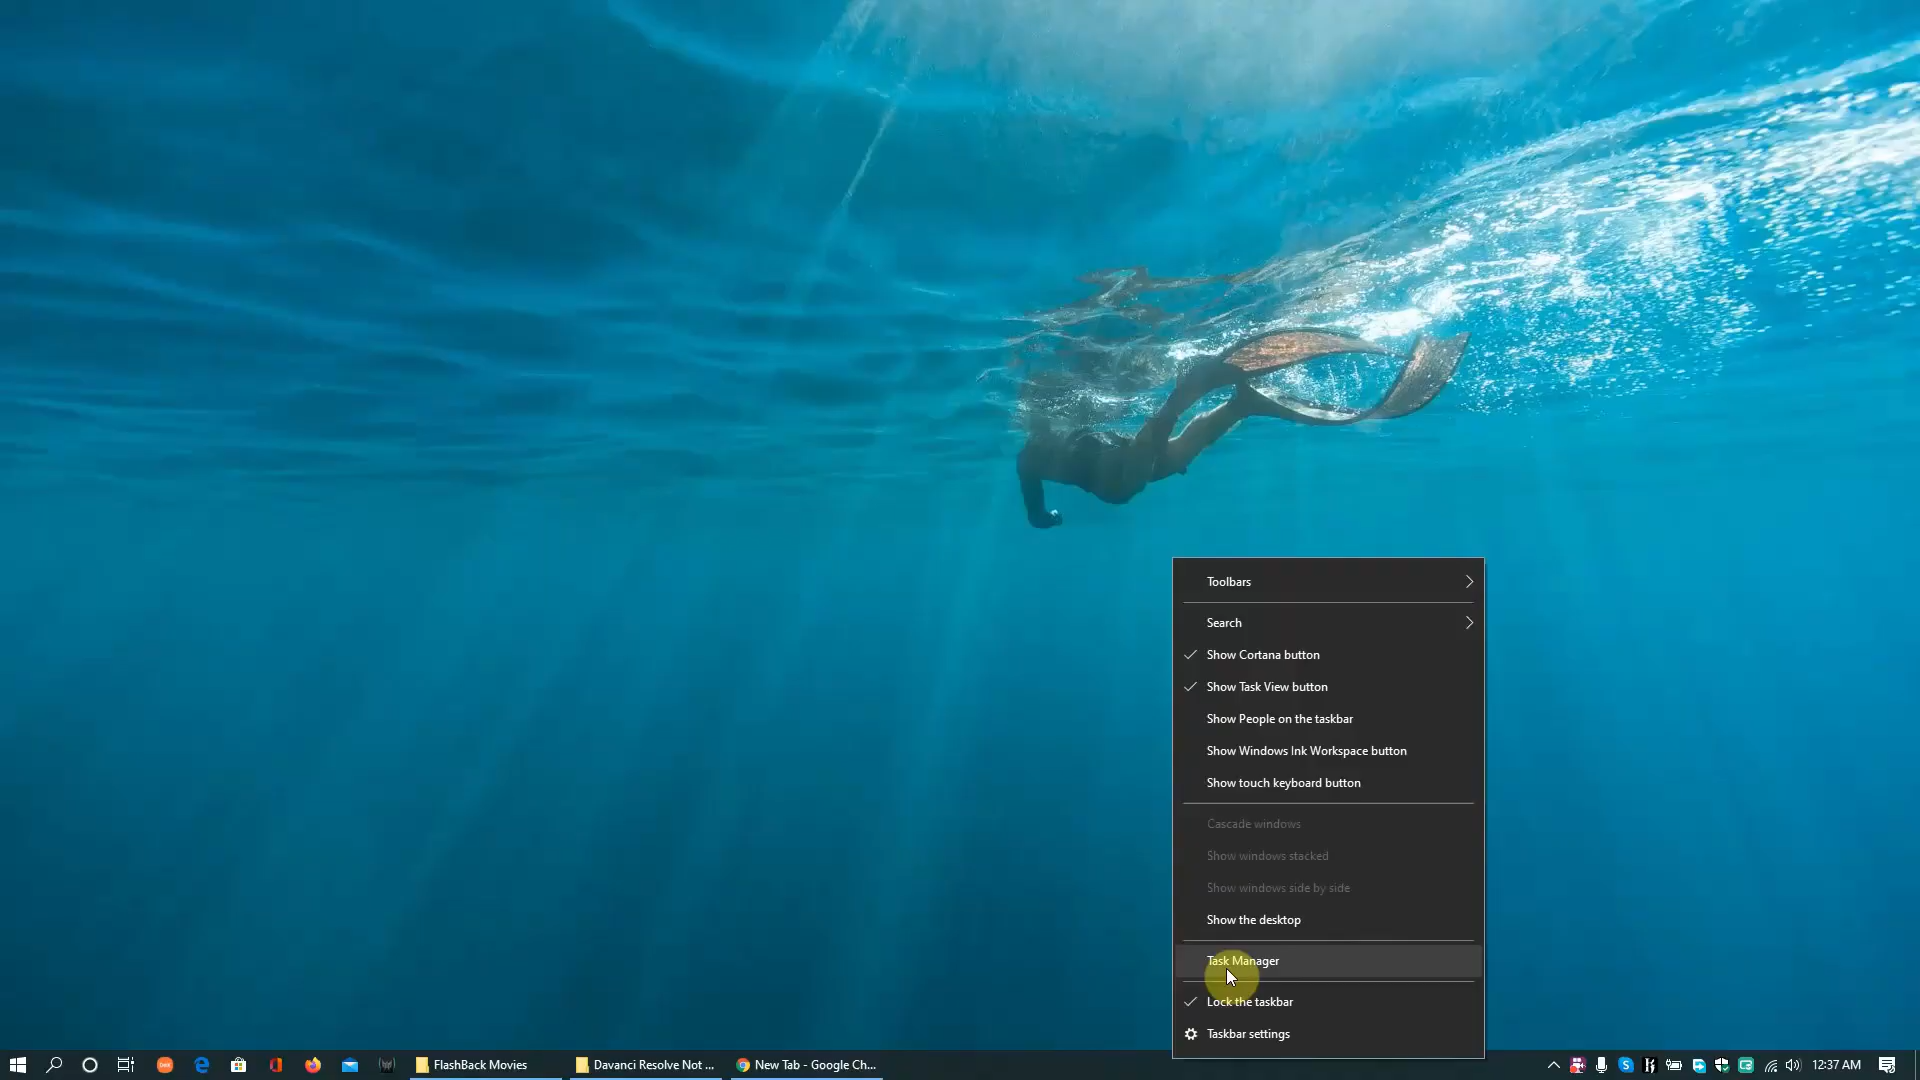 Toolbars
Search
Show Cortana button
Show Task View button
Show People on the taskbar
Show Windows Ink Workspace button
Show touch keyboard button
Cascade windows
Show windows stacked
Show windows side by side
Show the desktop
Task Manager
Lock the taskbar
Taskbar settings
FlashBack Movies
Davanci Resolve Not ...
New Tab - Google Ch...
12:37 AM